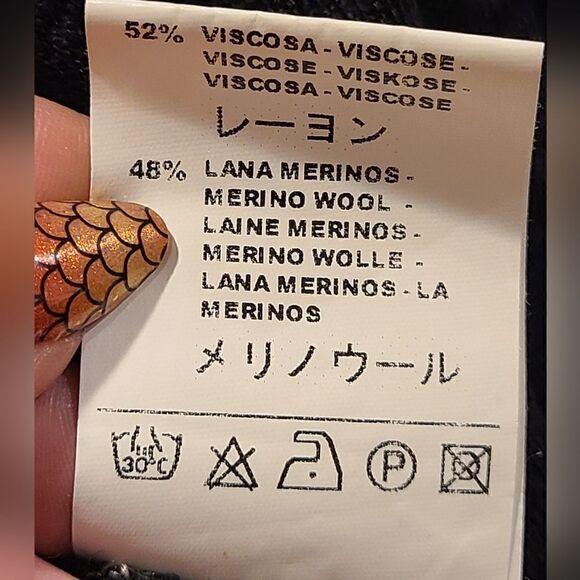 52% VISCOSA - VISCOSE -
VISCOSE - VISKOSE -
VISCOSA - VISCOSE
レーヨン
48% LANA MERINOS -
MERINO WOOL -
LAINE MERINOS -
MERINO WOLLE -
LANA MERINOS - LA
MERINOS
メリノウール
30°C P